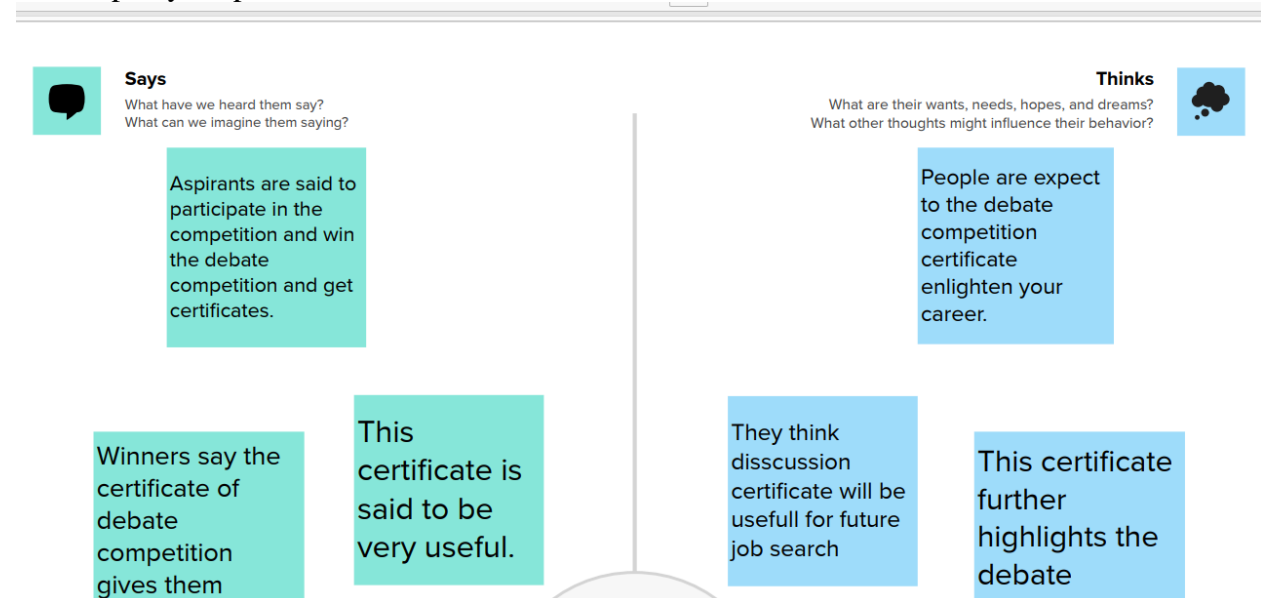 Says
What have we heard them say?
What can we imagine them saying?
Thinks
What are their wants, needs, hopes, and dreams?
What other thoughts might influence their behavior?
Aspirants are said to
participate in the
competition and win
the debate
competition and get
certificates.
People are expect
to the debate
competition
certificate
enlighten your
career.
Winners say the
certificate of
debate
competition
gives them
This
certificate is
said to be
very useful.
They think
disscussion
certificate will be
usefull for future
job search
This certificate
further
highlights the
debate